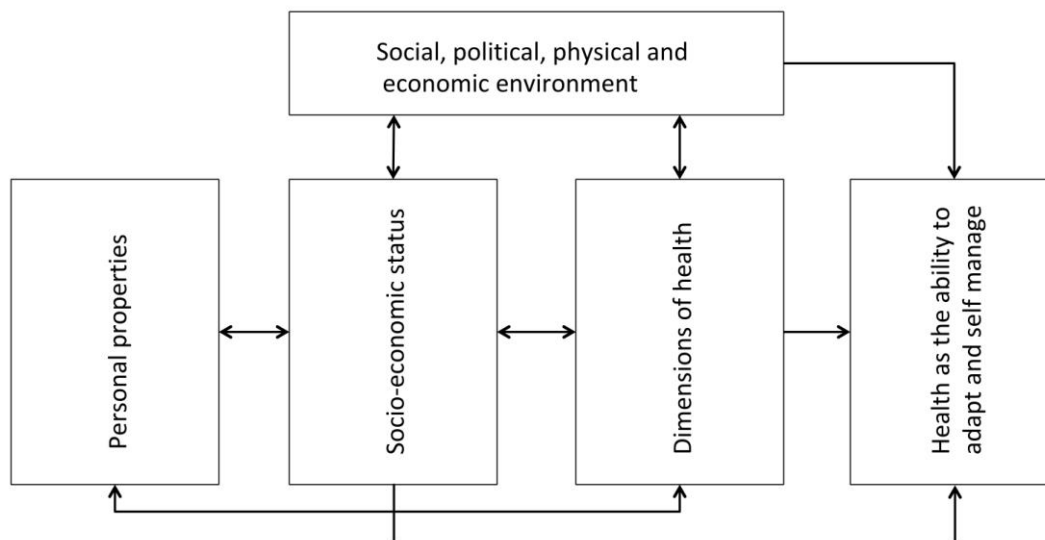 Social, political, physical and
economic environment
Personal properties
Socio-economic status
Dimensions of health
Health as the ability to
adapt and self manage